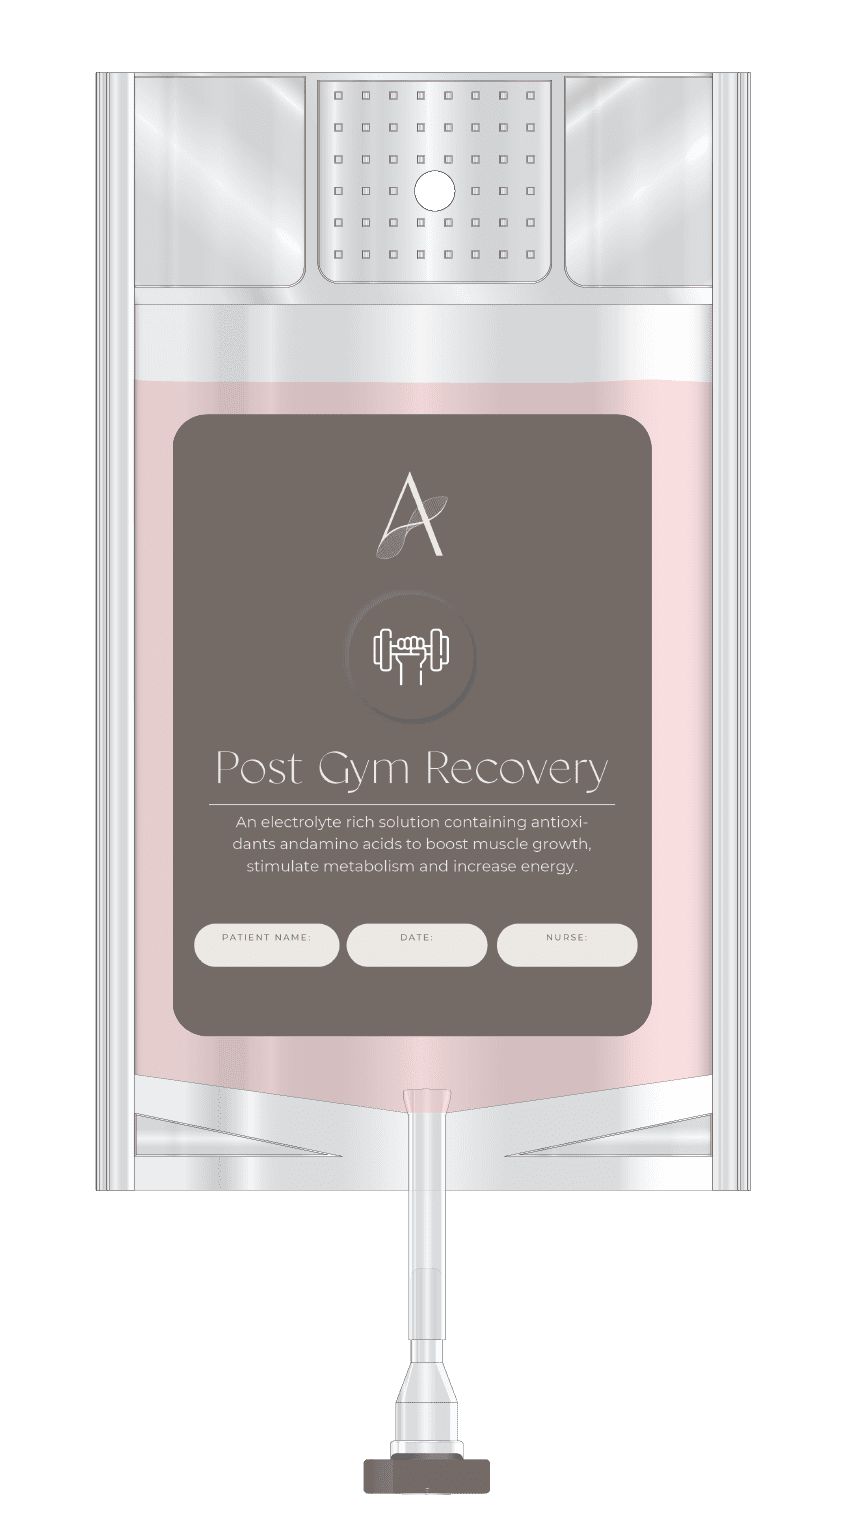 A
Post Gym Recovery
An electrolyte rich solution containing antioxi-
dants andamino acids to boost muscle growth,
stimulate metabolism and increase energy.
PATIENT NAME: DATE: NURSE: